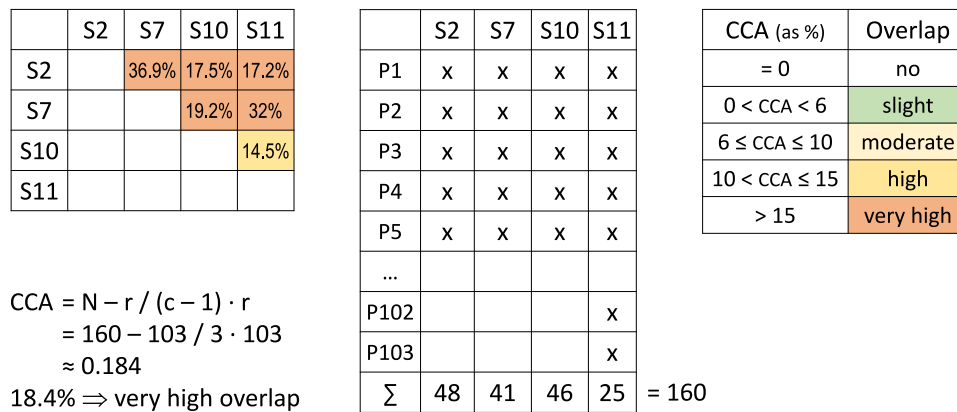 S2 S7 S10 S11
S2 36.9% 17.5% 17.2%
S7 19.2% 32%
S10 14.5%
S11
CCA = N – r / (c – 1) · r
= 160 – 103 / 3 · 103
≈ 0.184
18.4% ⇒ very high overlap
S2 S7 S10 S11
P1 x x x x
P2 x x x x
P3 x x x x
P4 x x x x
P5 x x x x
...
P102 x
P103 x
∑ 48 41 46 25 = 160
CCA (as %) Overlap
= 0 no
0 < CCA < 6 slight
6 ≤ CCA ≤ 10 moderate
10 < CCA ≤ 15 high
> 15 very high